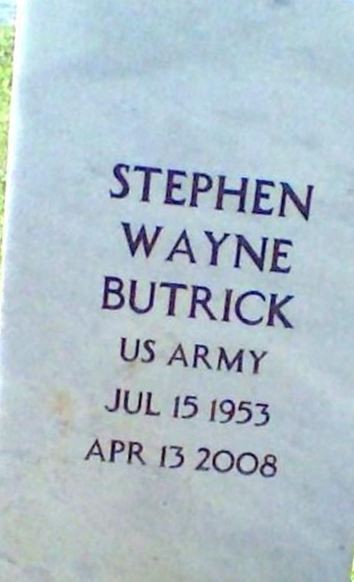 STEPHEN
WAYNE
BUTRICK
US ARMY
JUL 15 1953
APR 13 2008